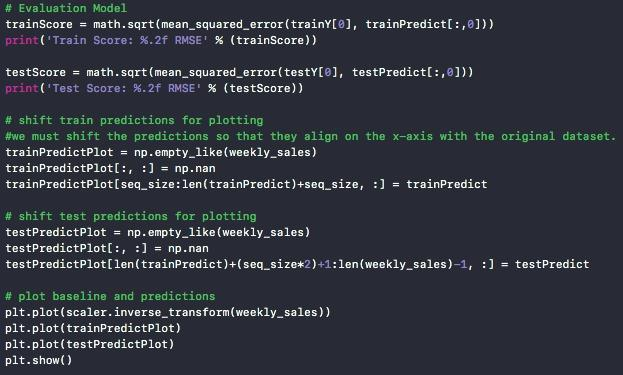 # Evaluation Model
trainScore = math.sqrt(mean_squared_error(trainY[0], trainPredict[:,0]))
print('Train Score: %.2f RMSE' % (trainScore))
testScore = math.sqrt(mean_squared_error(testY[0], testPredict[:,0]))
print('Test Score: %.2f RMSE' % (testScore))
# shift train predictions for plotting
#we must shift the predictions so that they align on the x-axis with the original dataset.
trainPredictPlot = np.empty_like(weekly_sales)
trainPredictPlot[:, :] = np.nan
trainPredictPlot[seq_size:len(trainPredict)+seq_size, :] = trainPredict
# shift test predictions for plotting
testPredictPlot = np.empty_like(weekly_sales)
testPredictPlot[:, :] = np.nan
testPredictPlot[len(trainPredict)+(seq_size*2)+1:len(weekly_sales)-1, :] = testPredict
# plot baseline and predictions
plt.plot(scaler.inverse_transform(weekly_sales))
plt.plot(trainPredictPlot)
plt.plot(testPredictPlot)
plt.show()